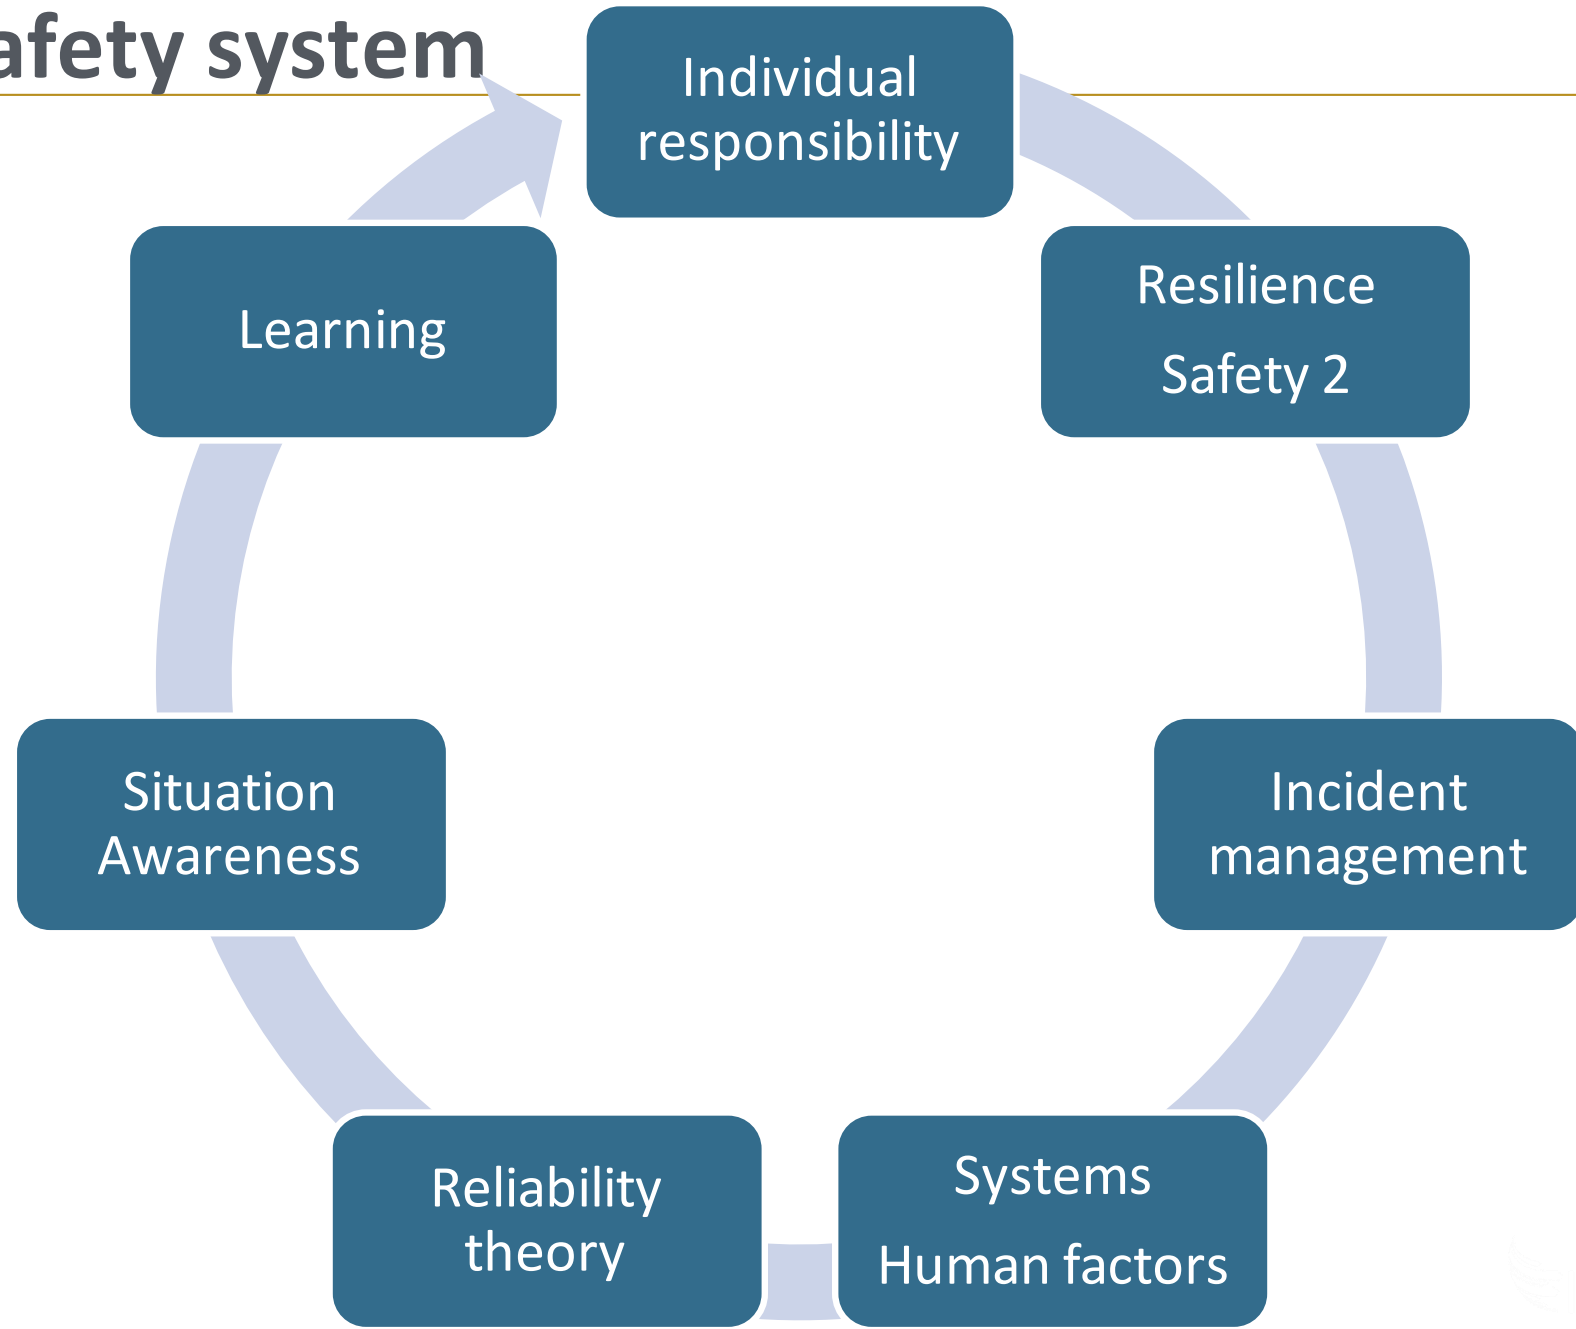 afety system
Individual
responsibility
Resilience
Safety 2
Incident
management
Systems
Human factors
Reliability
theory
Situation
Awareness
Learning